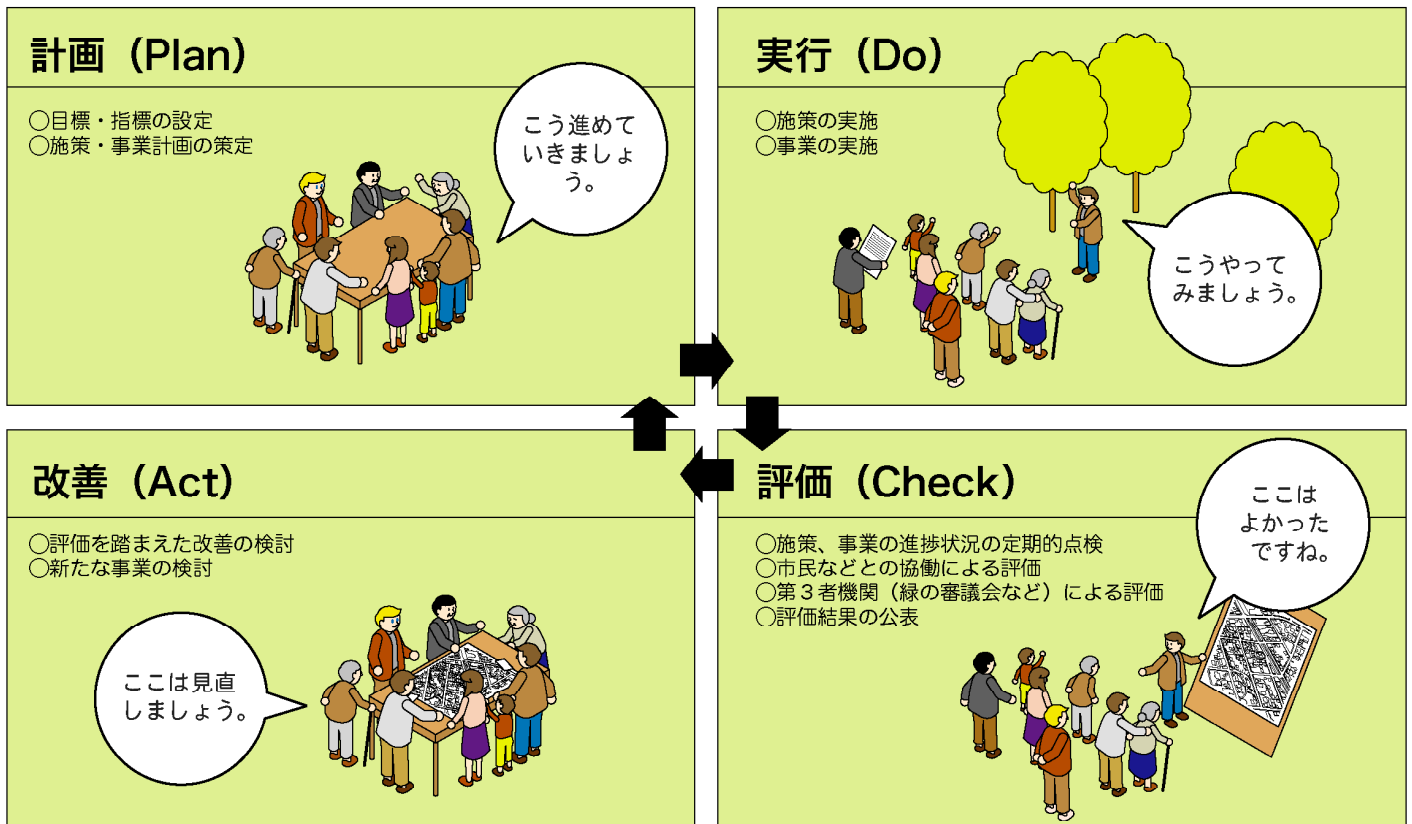 計画（Plan）
○目標・指標の設定
○施策・事業計画の策定
こう進めて
いきましょ
う。
実行（Do）
○施策の実施
○事業の実施
こうやって
みましょう。
改善（Act）
○評価を踏まえた改善の検討
○新たな事業の検討
ここは見直
しましょう。
評価（Check）
○施策、事業の進捗状況の定期的点検
○市民などとの協働による評価
○第３者機関（緑の審議会など）による評価
○評価結果の公表
ここは
よかった
ですね。